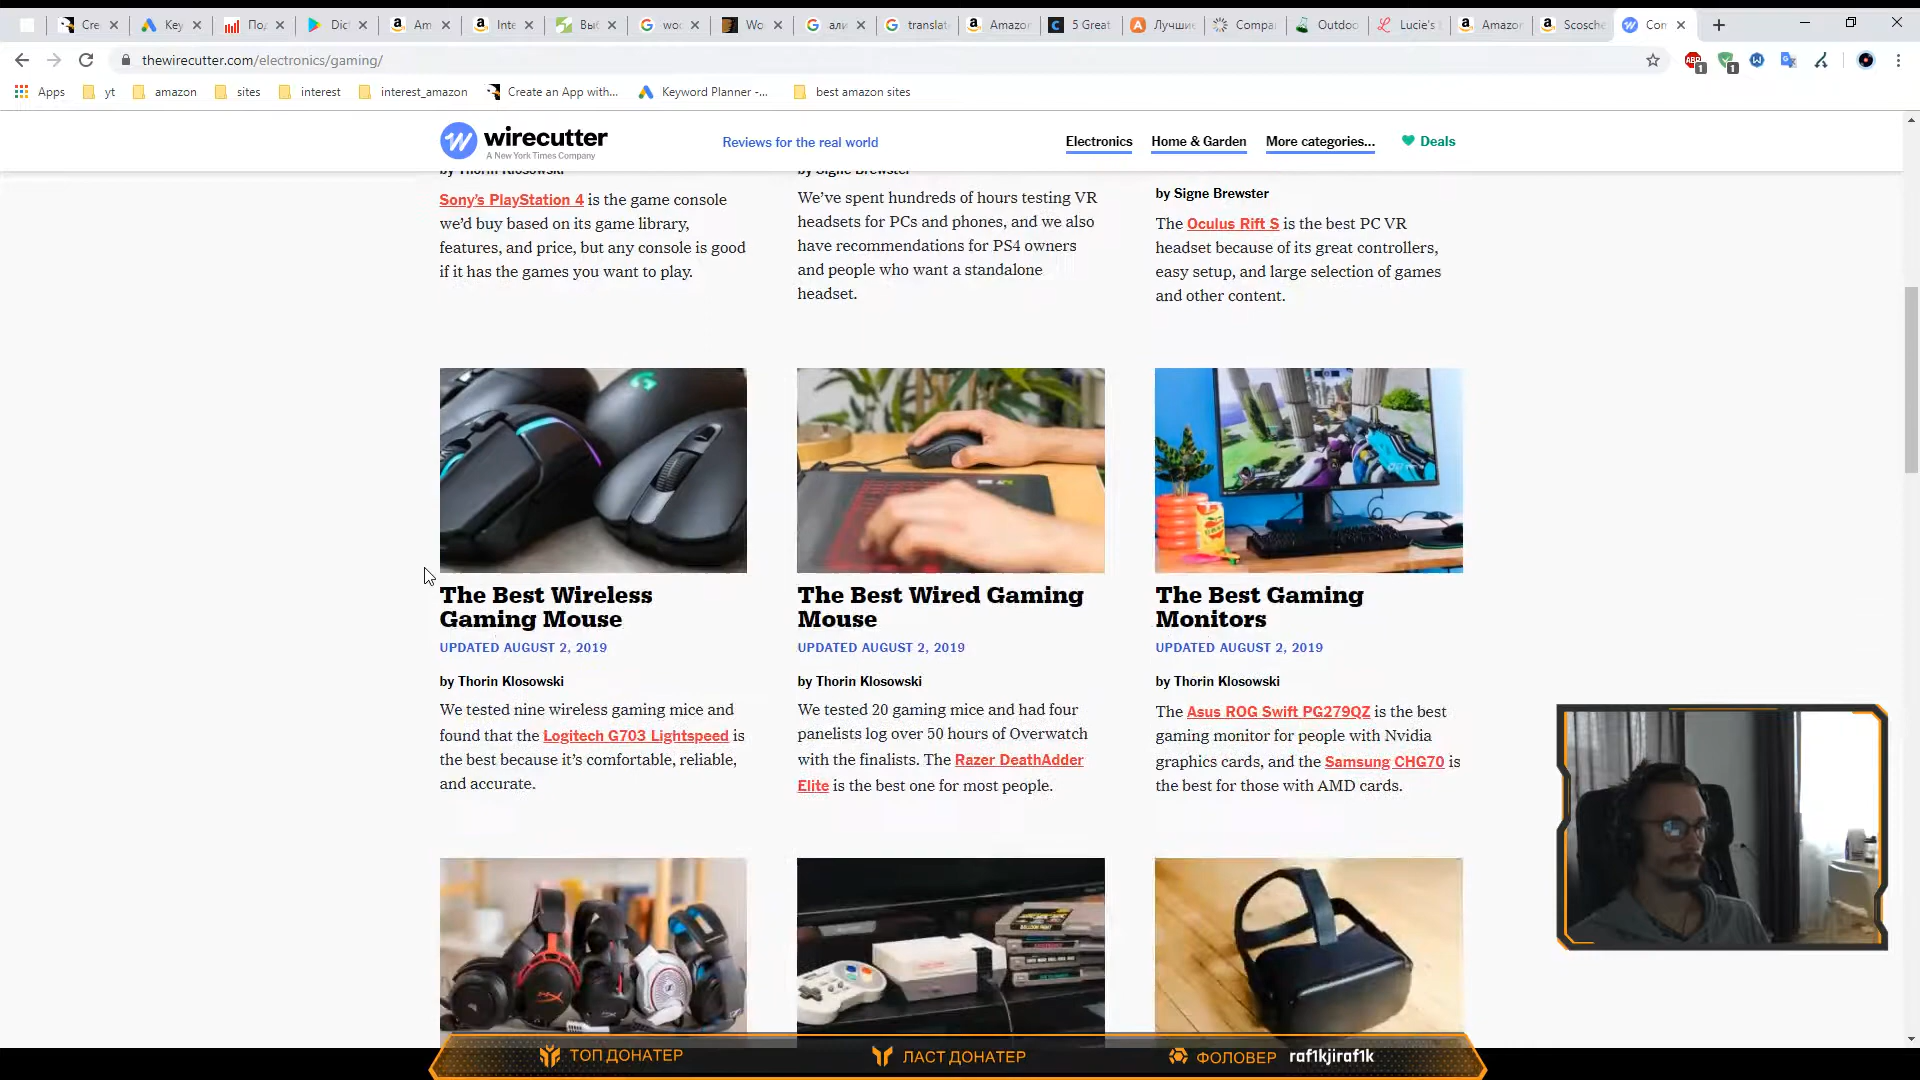 Cre
Key
Под
Dict
Am
Inte
Выб
woo
Wo
али
translat
Amazon
5 Great
Лучшие
Compa
Outdoo
Lucie's
Amazon
Scosche
Con
thewirecutter.com/electronics/gaming/
Apps
yt
amazon
sites
interest
interest_amazon
Create an App with...
Keyword Planner -...
best amazon sites
wirecutter
A New York Times Company
Reviews for the real world
Electronics
Home & Garden
More categories...
Deals
by Thorin Klosowski
Sony's PlayStation 4 is the game console
we'd buy based on its game library,
features, and price, but any console is good
if it has the games you want to play.
by Signe Brewster
We've spent hundreds of hours testing VR
headsets for PCs and phones, and we also
have recommendations for PS4 owners
and people who want a standalone
headset.
by Signe Brewster
The Oculus Rift S is the best PC VR
headset because of its great controllers,
easy setup, and large selection of games
and other content.
The Best Wireless
Gaming Mouse
UPDATED AUGUST 2, 2019
by Thorin Klosowski
We tested nine wireless gaming mice and
found that the Logitech G703 Lightspeed is
the best because it's comfortable, reliable,
and accurate.
The Best Wired Gaming
Mouse
UPDATED AUGUST 2, 2019
by Thorin Klosowski
We tested 20 gaming mice and had four
panelists log over 50 hours of Overwatch
with the finalists. The Razer DeathAdder
Elite is the best one for most people.
The Best Gaming
Monitors
UPDATED AUGUST 2, 2019
by Thorin Klosowski
The Asus ROG Swift PG279QZ is the best
gaming monitor for people with Nvidia
graphics cards, and the Samsung CHG70 is
the best for those with AMD cards.
ТОП ДОНАТЕР
ЛАСТ ДОНАТЕР
ФОЛОВЕР raf1kjiraf1k